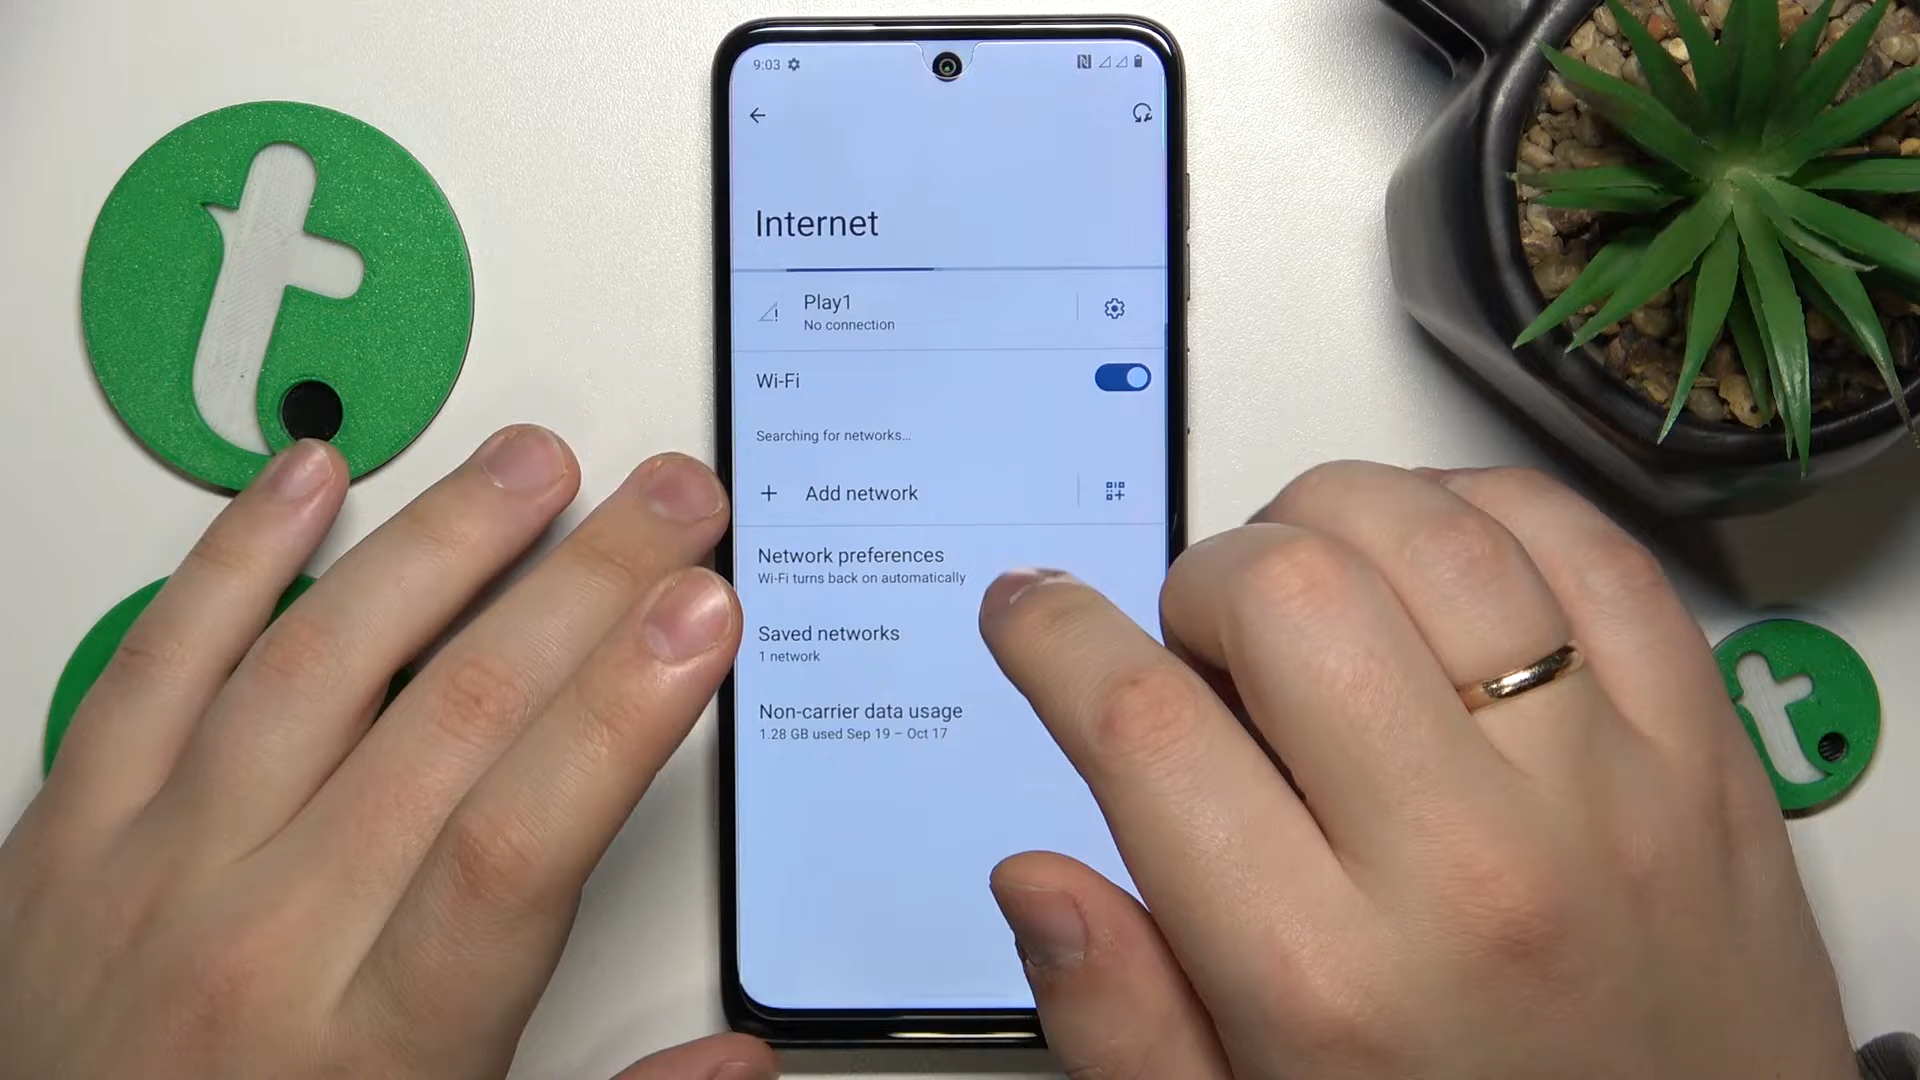 9:03
Internet
Play1
No connection
Wi-Fi
Searching for networks...
+ Add network
Network preferences
Wi-Fi turns back on automatically
Saved networks
1 network
Non-carrier data usage
1.28 GB used Sep 19 – Oct 17
t
t